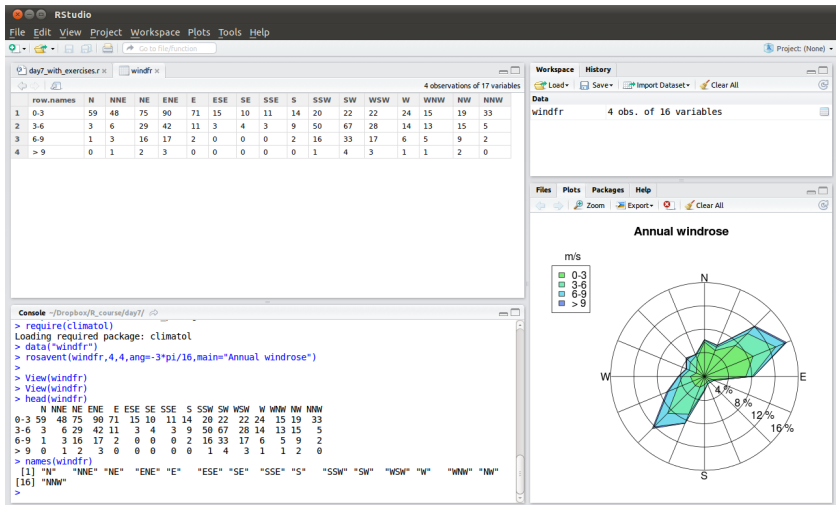 RStudio
File Edit View Project Workspace Plots Tools Help
Go to file/function Project: (None)
day7_with_exercises.r windfr
4 observations of 17 variables
row.names N NNE NE ENE E ESE SE SSE S SSW SW WSW W WNW NW NNW
1 0-3 59 48 75 90 71 15 10 11 14 20 22 22 24 15 19 33
2 3-6 3 6 29 42 11 3 4 3 9 50 67 28 14 13 15 5
3 6-9 1 3 16 17 2 0 0 0 2 16 33 17 6 5 9 2
4 > 9 0 1 2 3 0 0 0 0 0 1 4 3 1 1 2 0
Console ~/Dropbox/R_course/day7/
> require(climatol)
Loading required package: climatol
> data("windfr")
> rosavent(windfr,4,4,ang=-3*pi/16,main="Annual windrose")
>
> View(windfr)
> View(windfr)
> head(windfr)
N NNE NE ENE E ESE SE SSE S SSW SW WSW W WNW NW NNW
0-3 59 48 75 90 71 15 10 11 14 20 22 22 24 15 19 33
3-6 3 6 29 42 11 3 4 3 9 50 67 28 14 13 15 5
6-9 1 3 16 17 2 0 0 0 2 16 33 17 6 5 9 2
> 9 0 1 2 3 0 0 0 0 0 1 4 3 1 1 2 0
> names(windfr)
[1] "N" "NNE" "NE" "ENE" "E" "ESE" "SE" "SSE" "S" "SSW" "SW" "WSW" "W" "WNW" "NW"
[16] "NNW"
>
Workspace History
Load Save Import Dataset Clear All
Data
windfr 4 obs. of 16 variables
Files Plots Packages Help
Zoom Export Clear All
Annual windrose
m/s
0-3
3-6
6-9
> 9
N
W
E
S
4 %
8 %
12 %
16 %